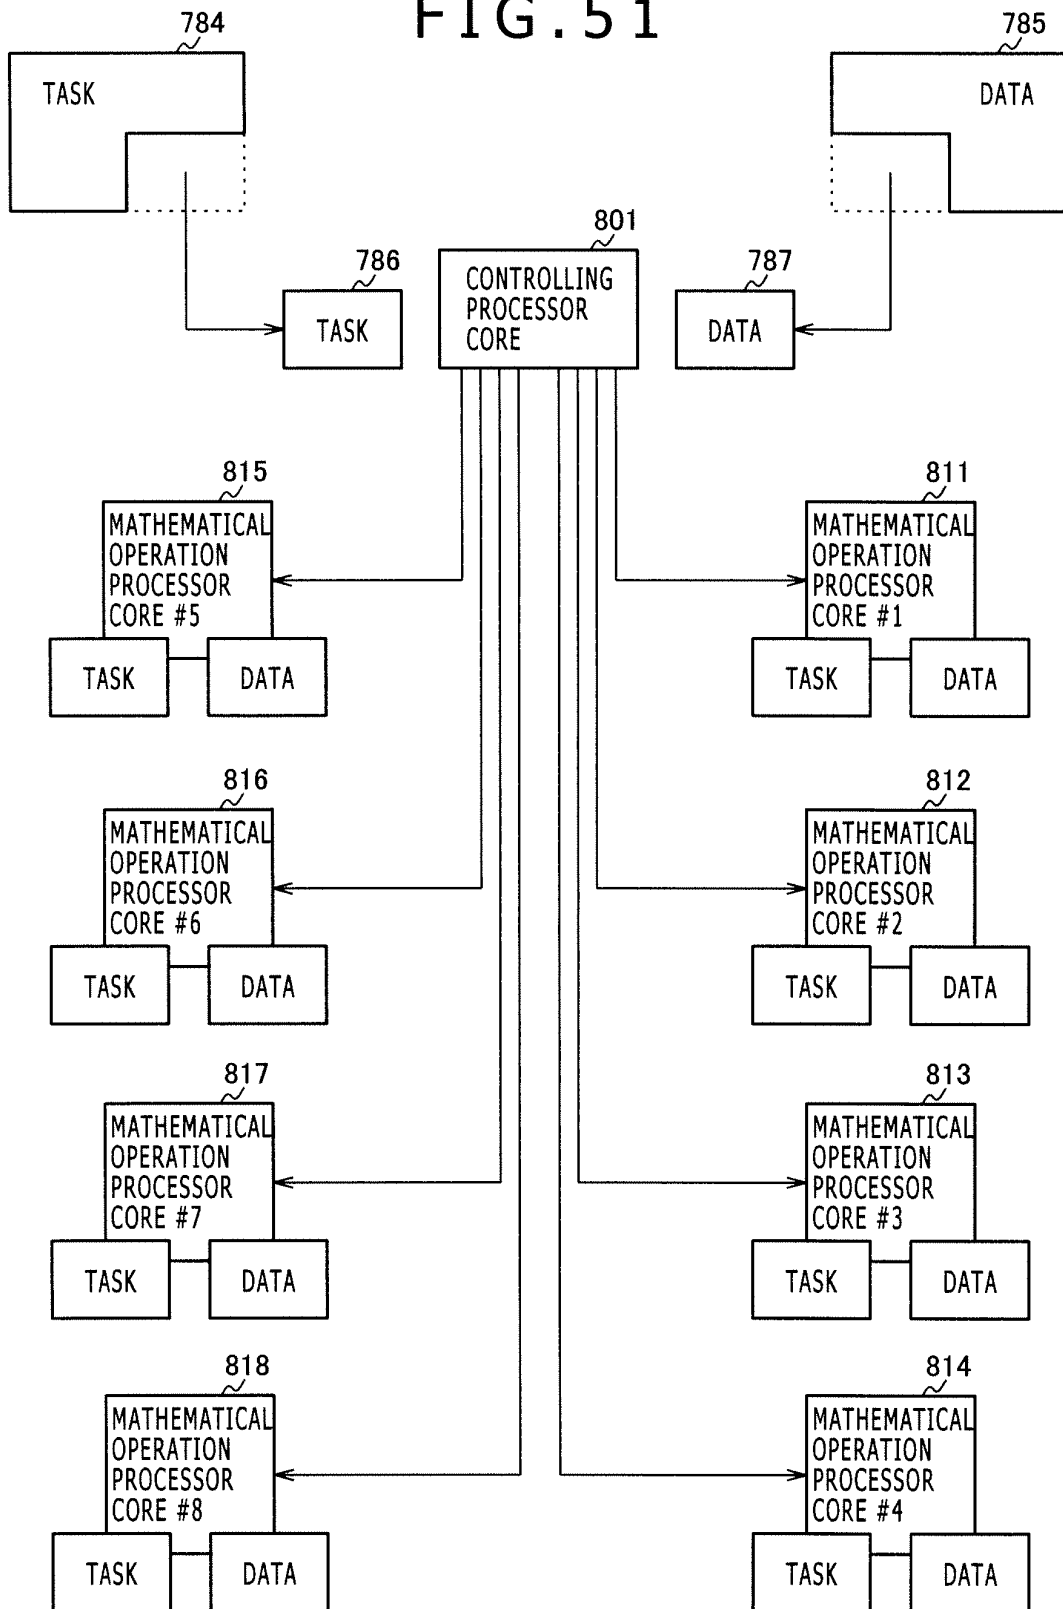 FIG.51
784
785
TASK
DATA
801
786
787
CONTROLLING
PROCESSOR
CORE
TASK
DATA
815
811
MATHEMATICAL
OPERATION
PROCESSOR
CORE #5
MATHEMATICAL
OPERATION
PROCESSOR
CORE #1
TASK
DATA
TASK
DATA
816
812
MATHEMATICAL
OPERATION
PROCESSOR
CORE #6
MATHEMATICAL
OPERATION
PROCESSOR
CORE #2
TASK
DATA
TASK
DATA
817
813
MATHEMATICAL
OPERATION
PROCESSOR
CORE #7
MATHEMATICAL
OPERATION
PROCESSOR
CORE #3
TASK
DATA
TASK
DATA
818
814
MATHEMATICAL
OPERATION
PROCESSOR
CORE #8
MATHEMATICAL
OPERATION
PROCESSOR
CORE #4
TASK
DATA
TASK
DATA